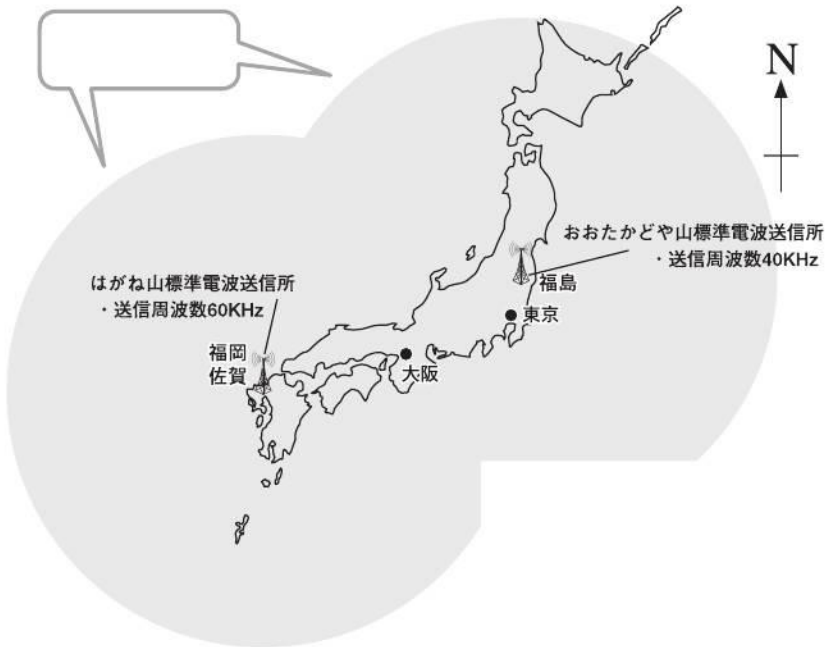 N
おおたかどや山標準電波送信所
・送信周波数40KHz
福島
東京
はがね山標準電波送信所
・送信周波数60KHz
福岡
佐賀
大阪